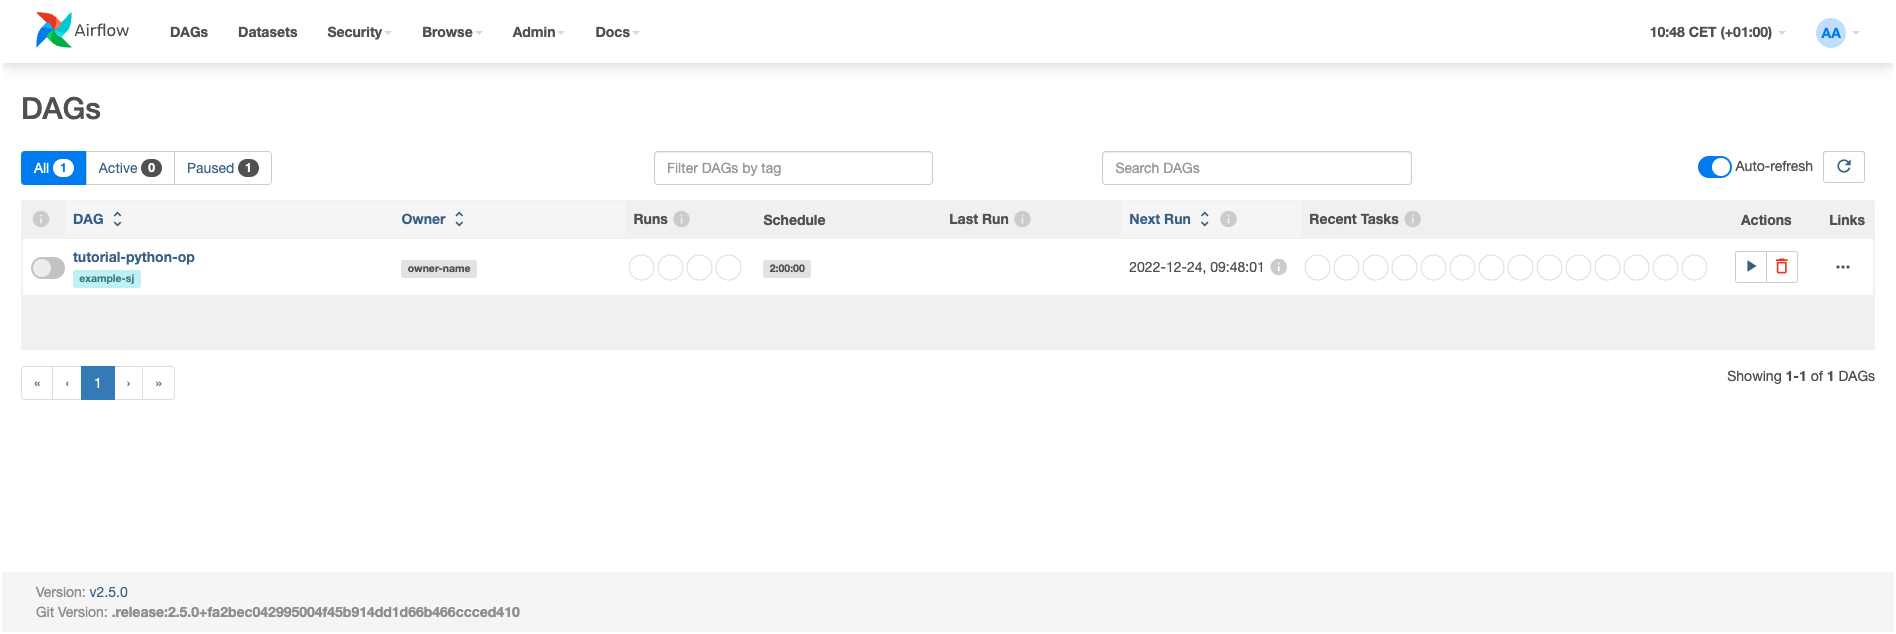 Airflow DAGs Datasets Security Browse Admin Docs 10:48 CET (+01:00) AA
DAGs
All 1 Active 0 Paused 1 Filter DAGs by tag Search DAGs Auto-refresh
DAG Owner Runs Schedule Last Run Next Run Recent Tasks Actions Links
tutorial-python-op
example-sj owner-name 2:00:00 2022-12-24, 09:48:01
« ‹ 1 › » Showing 1-1 of 1 DAGs
Version: v2.5.0
Git Version: .release:2.5.0+fa2bec042995004f45b914dd1d66b466cccced410